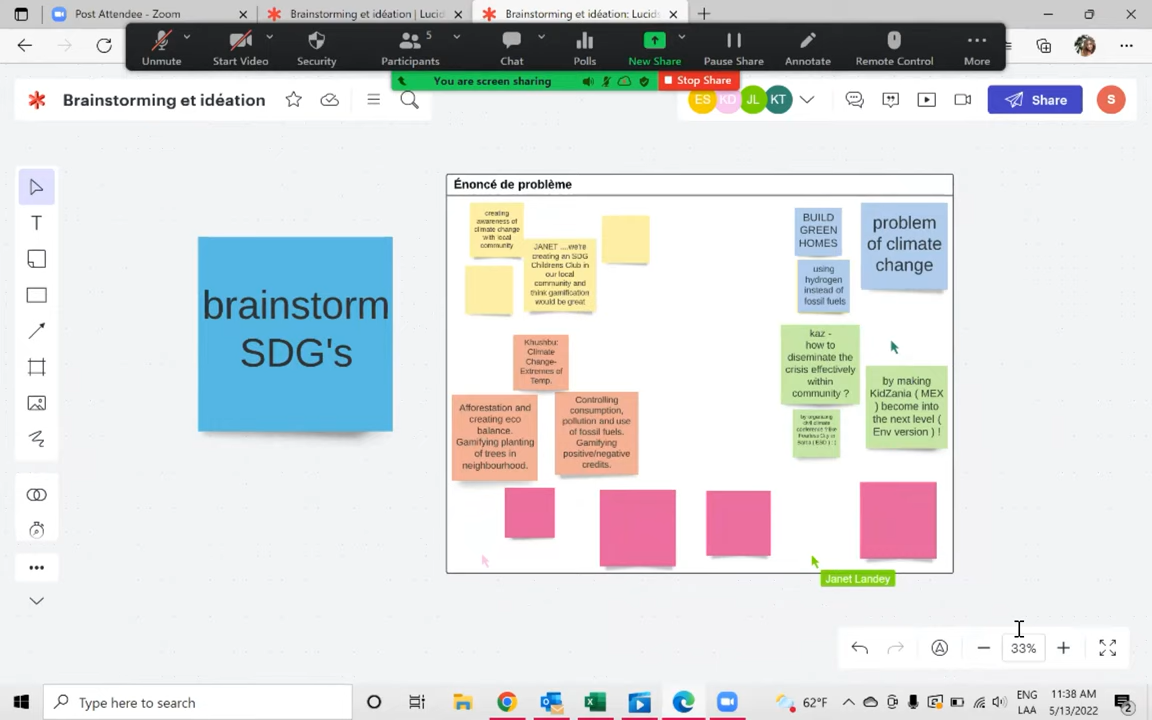 Post Attendee - Zoom
Brainstorming et idéation | Lucid
Brainstorming et idéation: Lucids
Unmute
Start Video
Security
5
Participants
Chat
Polls
New Share
Pause Share
Annotate
Remote Control
More
You are screen sharing
Stop Share
Brainstorming et idéation
ES
KD
JL
KT
Share
S
Énoncé de problème
brainstorm
SDG's
creating
awareness of
climate change
with local
community
JANET ....we're
creating an SDG
Childrens Club in
our local
community and
think gamification
would be great
BUILD
GREEN
HOMES
problem
of climate
change
using
hydrogen
instead of
fossil fuels
Khushbu:
Climate
Change-
Extremes of
Temp.
kaz -
how to
diseminate the
crisis effectively
within
community ?
by making
KidZania ( MEX
) become into
the next level (
Env version ) !
Afforestation and
creating eco
balance.
Gamifying planting
of trees in
neighbourhood.
Controlling
consumption,
pollution and use
of fossil fuels.
Gamifying
positive/negative
credits.
Janet Landey
33%
Type here to search
62°F
ENG
LAA
11:38 AM
5/13/2022
2